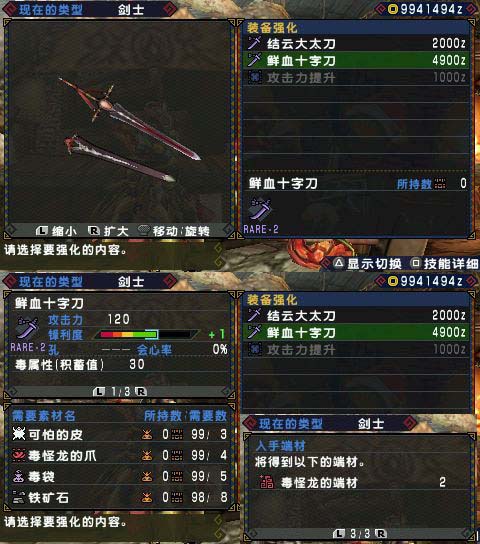 现在的类型 剑士
9941494z
装备强化
结云大太刀 2000z
鲜血十字刀 4900z
攻击力提升 1000z
鲜血十字刀 所持数 0
RARE-2
L 缩小 R 扩大 移动/旋转
请选择要强化的内容。
△显示切换 □技能详细
现在的类型 剑士
9941494z
鲜血十字刀
攻击力 120
锋利度 +1
RARE-2 孔 --- 会心率 0%
毒属性(积蓄值) 30
L 1/3 R
需要素材名 所持数/需要数
可怕的皮 0 99/ 3
毒怪龙的爪 0 99/ 4
毒袋 0 99/ 5
铁矿石 0 98/ 8
请选择要强化的内容。
装备强化
结云大太刀 2000z
鲜血十字刀 4900z
攻击力提升 1000z
现在的类型 剑士
入手端材
将得到以下的端材。
毒怪龙的端材 2
L 3/3 R